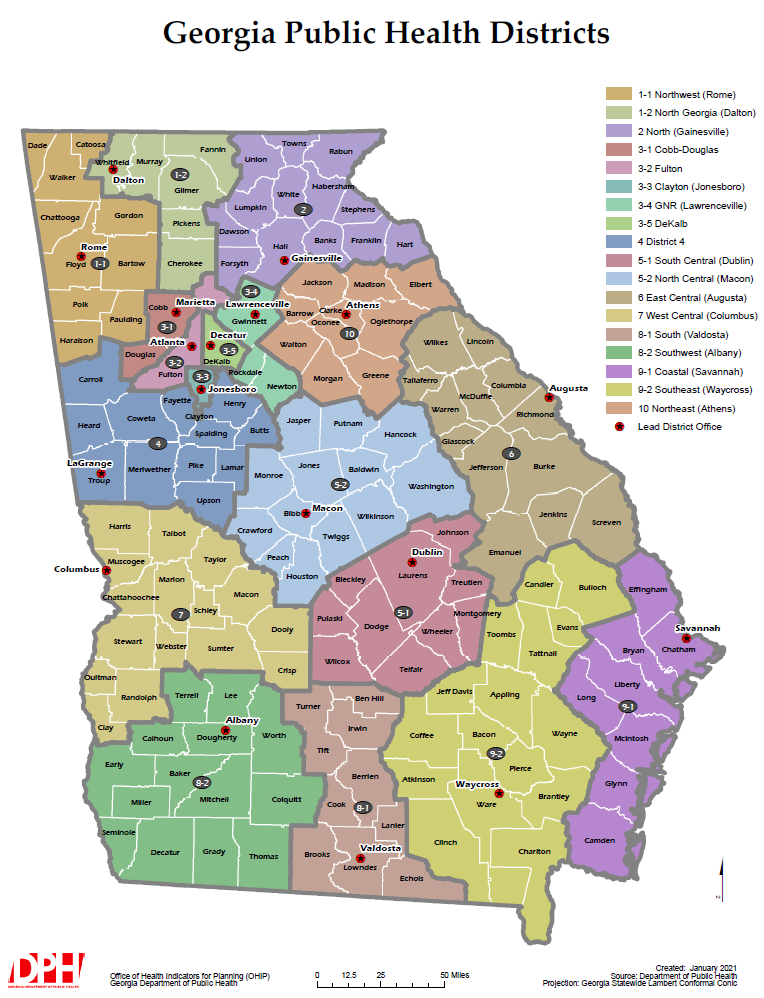 Georgia Public Health Districts
1-1 Northwest (Rome)
1-2 North Georgia (Dalton)
2 North (Gainesville)
3-1 Cobb-Douglas
3-2 Fulton
3-3 Clayton (Jonesboro)
3-4 GNR (Lawrenceville)
3-5 DeKalb
4 District 4
5-1 South Central (Dublin)
5-2 North Central (Macon)
6 East Central (Augusta)
7 West Central (Columbus)
8-1 South (Valdosta)
8-2 Southwest (Albany)
9-1 Coastal (Savannah)
9-2 Southeast (Waycross)
10 Northeast (Athens)
Lead District Office
Dade
Catoosa
Whitfield
Murray
Fannin
Union
Towns
Rabun
Walker
Dalton
1-2
Gilmer
White
Habersham
Lumpkin
2
Stephens
Chattooga
Gordon
Pickens
Dawson
Hall
Banks
Franklin
Hart
Rome
Floyd
1-1
Bartow
Cherokee
Forsyth
Gainesville
Jackson
Madison
Elbert
Polk
Paulding
Haralson
Cobb
Marietta
3-1
3-4
Lawrenceville
Gwinnett
Barrow
Clarke
Athens
Oconee
Oglethorpe
10
Atlanta
Decatur
3-5
DeKalb
Douglas
3-2
Fulton
3-3
Rockdale
Jonesboro
Newton
Walton
Morgan
Greene
Wilkes
Lincoln
Taliaferro
Columbia
McDuffie
Augusta
Warren
Richmond
Carroll
Fayette
Clayton
Henry
Heard
Coweta
Spalding
Butts
Jasper
Putnam
Hancock
Glascock
6
4
LaGrange
Troup
Meriwether
Pike
Lamar
Upson
Monroe
Jones
Baldwin
5-2
Washington
Jefferson
Burke
Jenkins
Screven
Bibb
Macon
Wilkinson
Crawford
Twiggs
Peach
Houston
Johnson
Emanuel
Harris
Talbot
Muscogee
Columbus
Taylor
Marion
Chattahoochee
Macon
Schley
7
Dooly
Stewart
Webster
Sumter
Crisp
Quitman
Randolph
Clay
Dublin
Laurens
Bleckley
Treutlen
Pulaski
Dodge
5-1
Wheeler
Montgomery
Wilcox
Telfair
Candler
Bulloch
Effingham
Evans
Toombs
Tattnall
Savannah
Bryan
Chatham
Liberty
Long
9-1
McIntosh
Glynn
Camden
Terrell
Lee
Albany
Calhoun
Dougherty
Worth
Early
Baker
8-2
Miller
Mitchell
Colquitt
Seminole
Decatur
Grady
Thomas
Turner
Ben Hill
Irwin
Tift
Berrien
Cook
8-1
Lanier
Brooks
Valdosta
Lowndes
Echols
Jeff Davis
Appling
Coffee
Bacon
Wayne
9-2
Pierce
Atkinson
Waycross
Ware
Brantley
Clinch
Charlton
N
DPH
GEORGIA DEPARTMENT OF PUBLIC HEALTH
Office of Health Indicators for Planning (OHIP)
Georgia Department of Public Health
0 12.5 25 50 Miles
Created: January 2021
Source: Department of Public Health
Projection: Georgia Statewide Lambert Conformal Conic